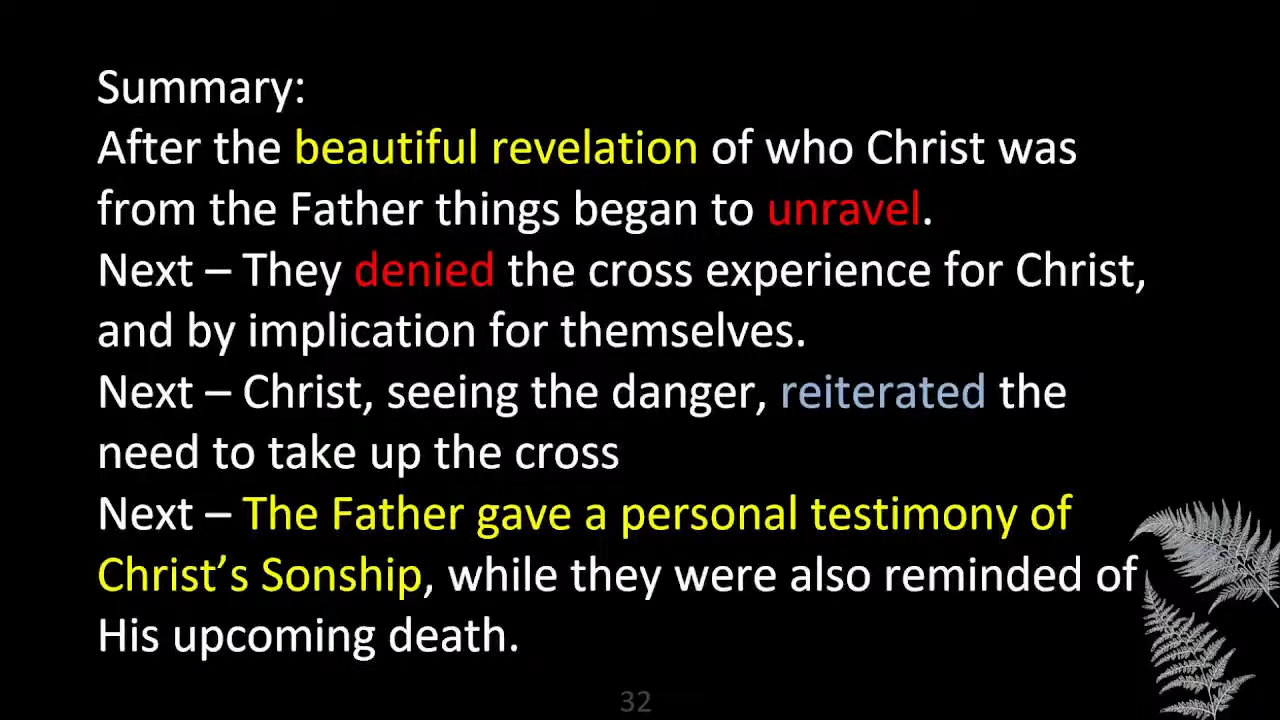 Summary:
After the beautiful revelation of who Christ was
from the Father things began to unravel.
Next – They denied the cross experience for Christ,
and by implication for themselves.
Next – Christ, seeing the danger, reiterated the
need to take up the cross
Next – The Father gave a personal testimony of
Christ’s Sonship, while they were also reminded of
His upcoming death.
32